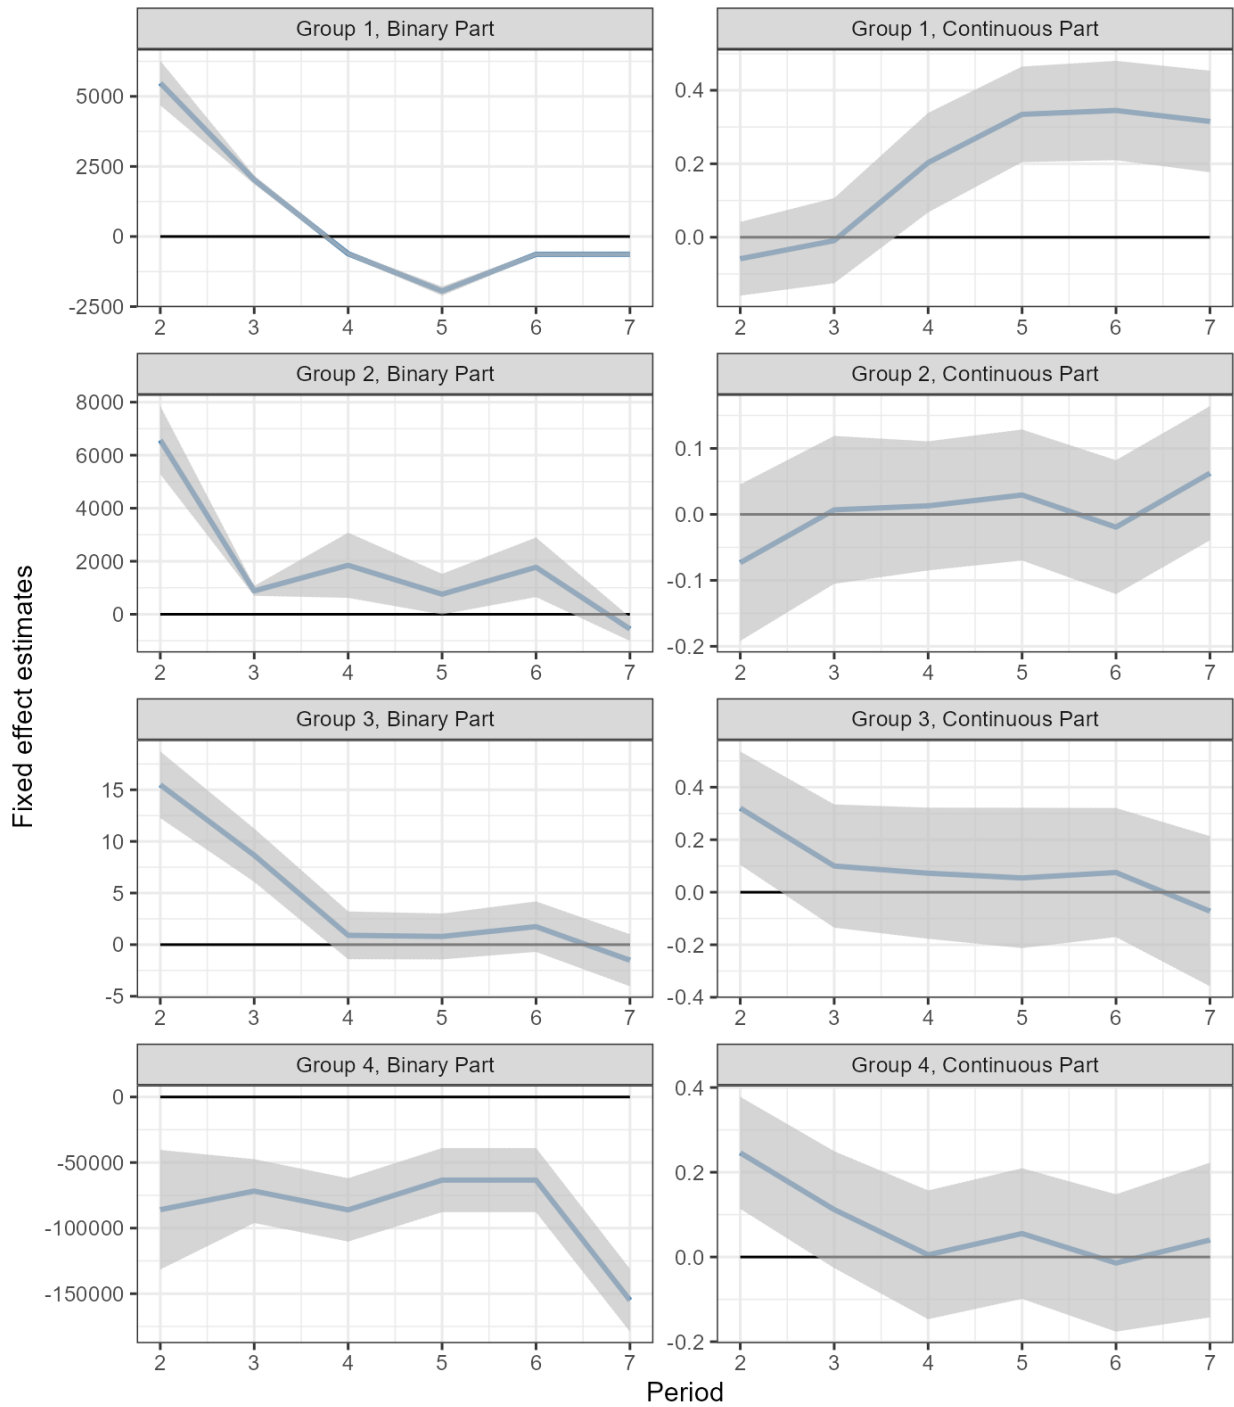 Group 1, Binary Part
Group 1, Continuous Part
5000
2500
0
-2500
2 3 4 5 6 7
0.4
0.2
0.0
2 3 4 5 6 7
Group 2, Binary Part
Group 2, Continuous Part
8000
6000
4000
2000
0
2 3 4 5 6 7
0.1
0.0
-0.1
-0.2
2 3 4 5 6 7
Fixed effect estimates
Group 3, Binary Part
Group 3, Continuous Part
15
10
5
0
-5
2 3 4 5 6 7
0.4
0.2
0.0
-0.2
-0.4
2 3 4 5 6 7
Group 4, Binary Part
Group 4, Continuous Part
0
-50000
-100000
-150000
2 3 4 5 6 7
0.4
0.2
0.0
-0.2
2 3 4 5 6 7
Period